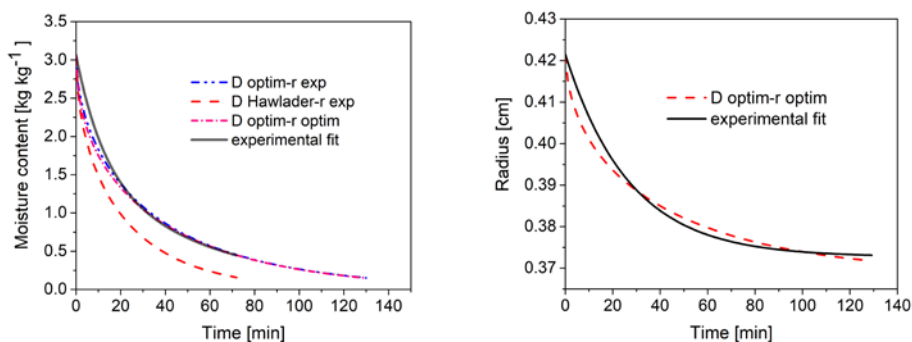 3.5
3.0
2.5
2.0
1.5
1.0
0.5
0.0
Moisture content [kg kg-1]
D optim-r exp
D Hawlader-r exp
D optim-r optim
experimental fit
0 20 40 60 80 100 120 140
Time [min]
0.43
0.42
0.41
0.40
0.39
0.38
0.37
Radius [cm]
D optim-r optim
experimental fit
0 20 40 60 80 100 120 140
Time [min]